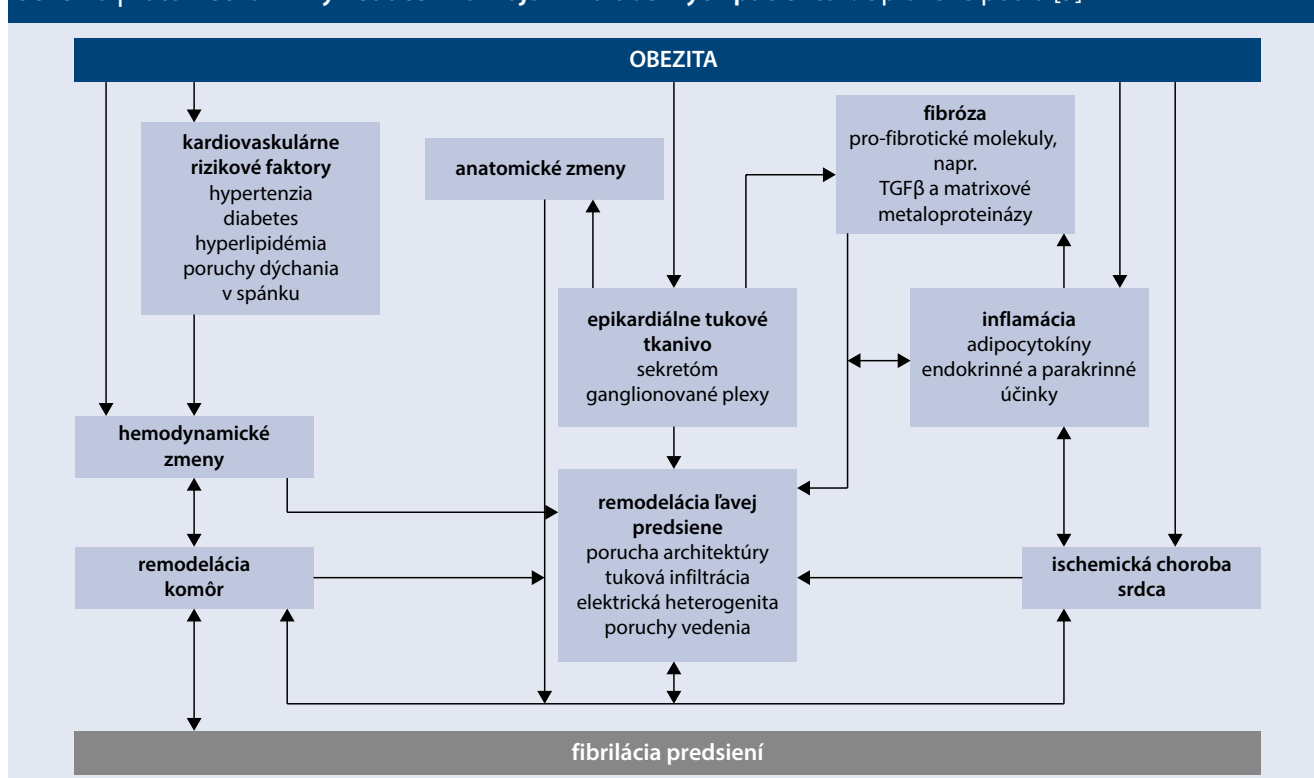 OBEZITA
kardiovaskulárne
rizikové faktory
hypertenzia
diabetes
hyperlipidémia
poruchy dýchania
v spánku
anatomické zmeny
fibróza
pro-fibrotické molekuly,
napr.
TGFβ a matrixové
metaloproteinázy
epikardiálne tukové
tkanivo
sekretóm
ganglionované plexy
inflamácia
adipocytokíny
endokrinné a parakrinné
účinky
hemodynamické
zmeny
remodelácia ľavej
predsiene
porucha architektúry
tuková infiltrácia
elektrická heterogenita
poruchy vedenia
remodelácia
komôr
ischemická choroba
srdca
fibrilácia predsiení